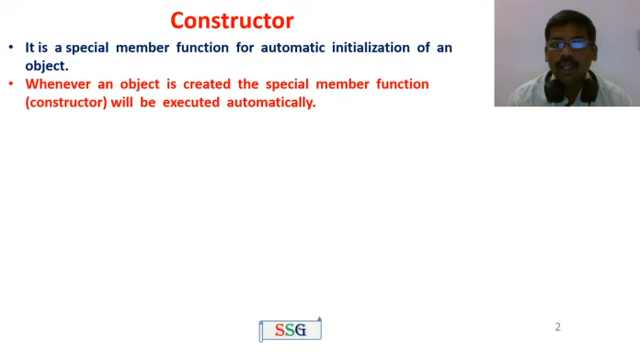 Constructor
• It is a special member function for automatic initialization of an
object.
• Whenever an object is created the special member function
(constructor) will be executed automatically.
SSG
2